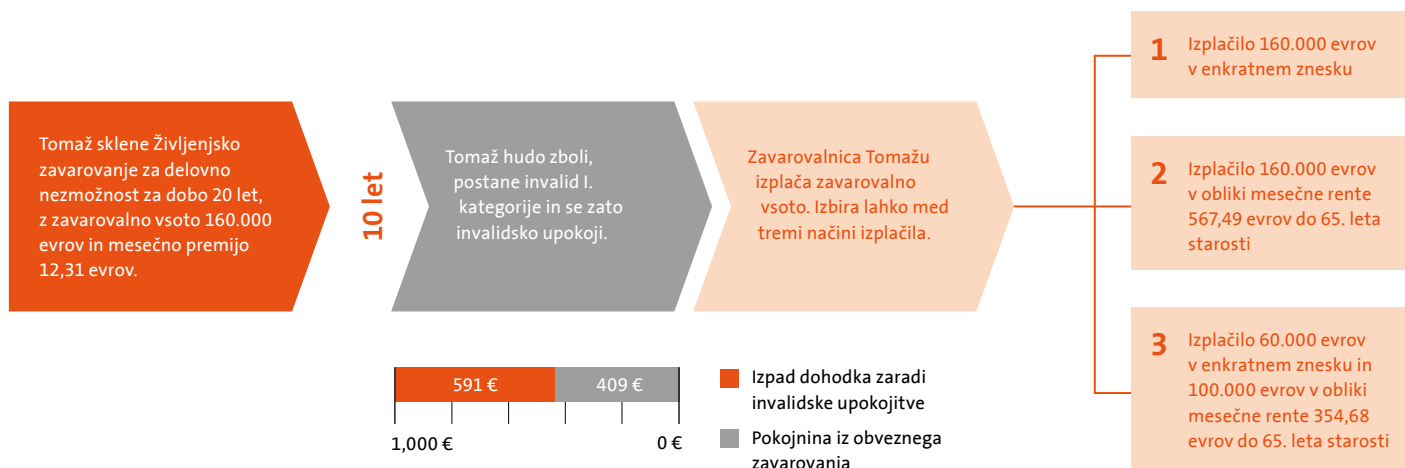 Tomaž sklene Življenjsko
zavarovanje za delovno
nezmožnost za dobo 20 let,
z zavarovalno vsoto 160.000
evrov in mesečno premijo
12,31 evrov.
10 let
Tomaž hudo zboli,
postane invalid I.
kategorije in se zato
invalidsko upokoji.
Zavarovalnica Tomažu
izplača zavarovalno
vsoto. Izbira lahko med
tremi načini izplačila.
1 Izplačilo 160.000 evrov
v enkratnem znesku
2 Izplačilo 160.000 evrov
v obliki mesečne rente
567,49 evrov do 65. leta
starosti
3 Izplačilo 60.000 evrov
v enkratnem znesku in
100.000 evrov v obliki
mesečne rente 354,68
evrov do 65. leta starosti
591 € 409 €
1,000 € 0 €
Izpad dohodka zaradi
invalidske upokojitve
Pokojnina iz obveznega
zavarovanja